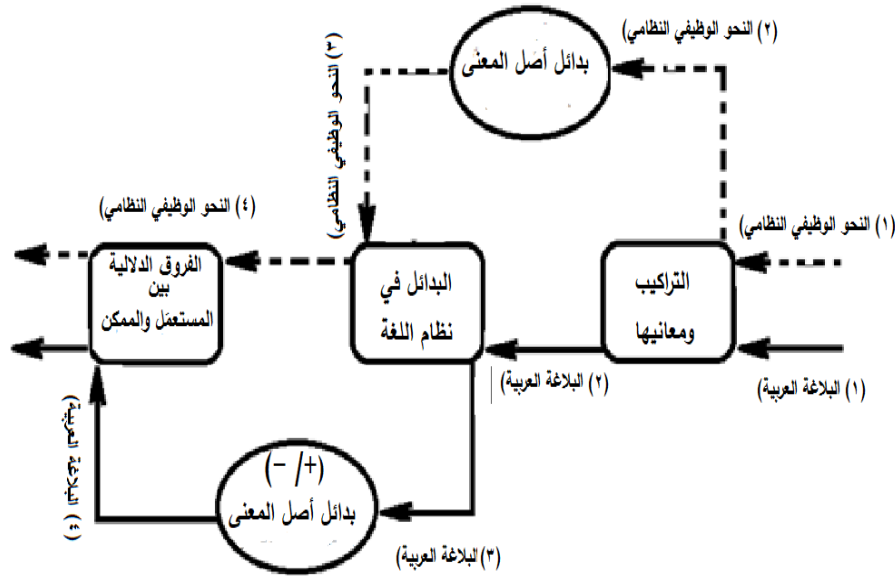 (٢) النحو الوظيفي النظامي)
بدائل أصل المعنى
(٣) النحو الوظيفي النظامي)
(٤) النحو الوظيفي النظامي)
(١) النحو الوظيفي النظامي)
التراكيب
ومعانيها
البدائل في
نظام اللغة
الفروق الدلالية
بين
المستعمَل والممكن
(١) البلاغة العربية)
(٢) البلاغة العربية)
(٣) البلاغة العربية)
(+/ −)
بدائل أصل المعنى
(٤) البلاغة العربية)